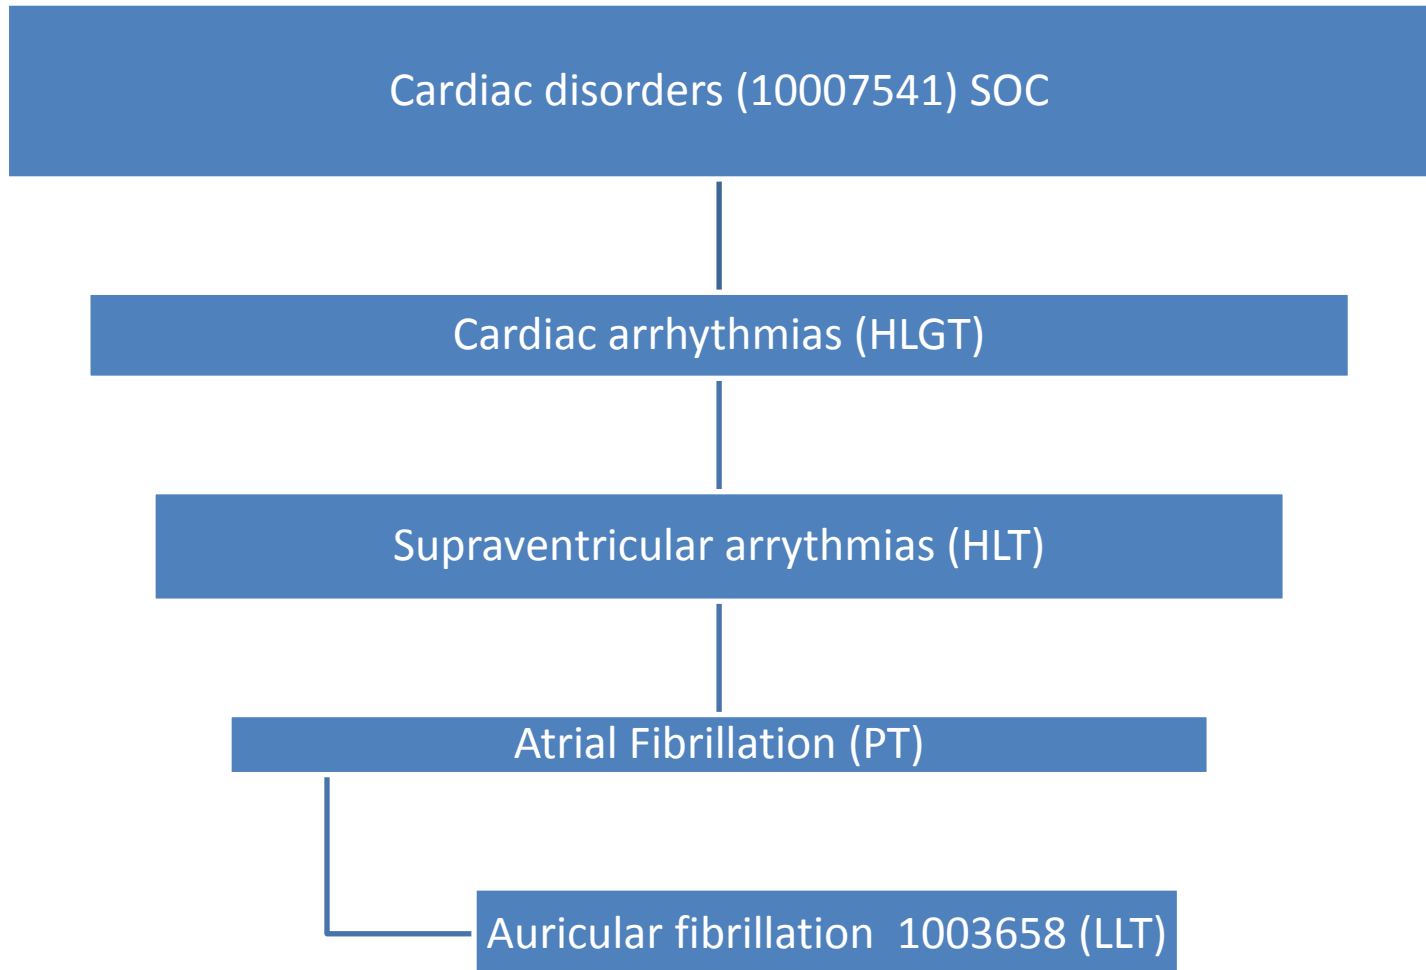 Cardiac disorders (10007541) SOC
Cardiac arrhythmias (HLGT)
Supraventricular arrythmias (HLT)
Atrial Fibrillation (PT)
Auricular fibrillation  1003658 (LLT)